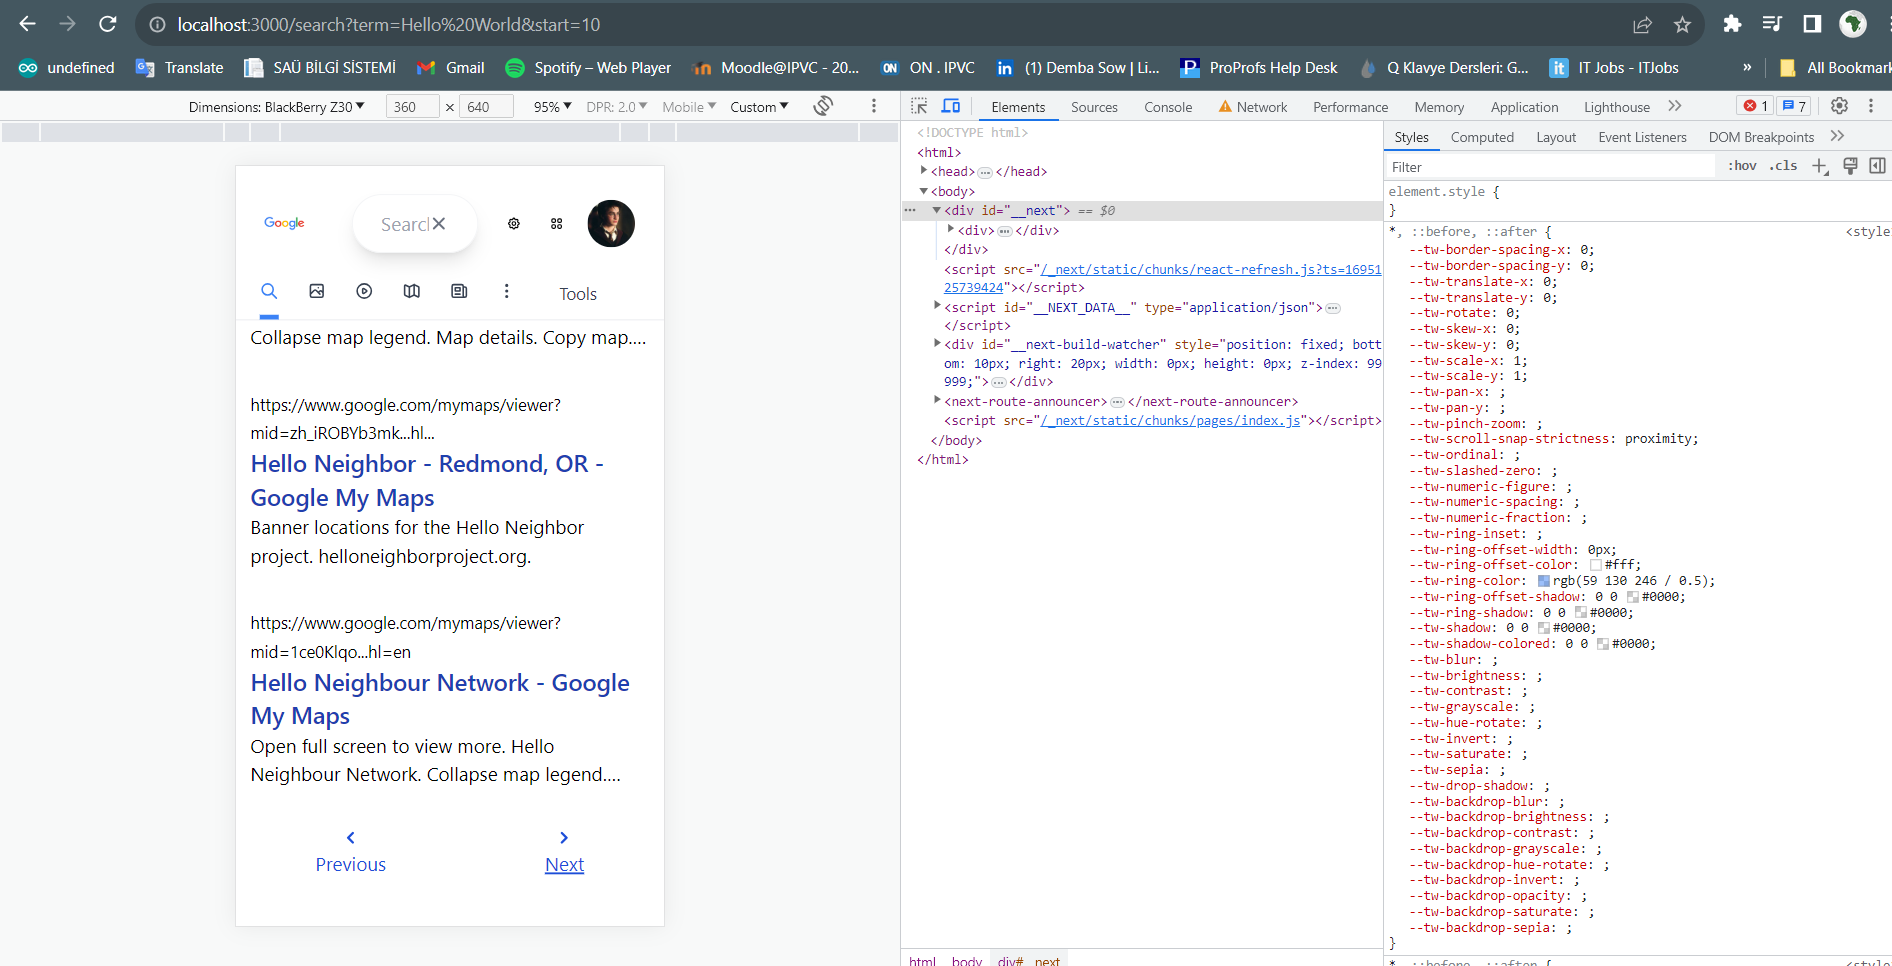 localhost:3000/search?term=Hello%20World&start=10
undefined
Translate
SAÜ BİLGİ SİSTEMİ
Gmail
Spotify – Web Player
Moodle@IPVC - 20...
ON
ON . IPVC
in
(1) Demba Sow | Li...
P
ProProfs Help Desk
Q Klavye Dersleri: G...
it
IT Jobs - ITJobs
»
All Bookmark
Dimensions: BlackBerry Z30
360
×
640
95%
DPR: 2.0
Mobile
Custom
Google
Search
Tools
Collapse map legend. Map details. Copy map....
https://www.google.com/mymaps/viewer?
mid=zh_iROBYb3mk...hl...
Hello Neighbor - Redmond, OR -
Google My Maps
Banner locations for the Hello Neighbor
project. helloneighborproject.org.
https://www.google.com/mymaps/viewer?
mid=1ce0Klqo...hl=en
Hello Neighbour Network - Google
My Maps
Open full screen to view more. Hello
Neighbour Network. Collapse map legend....
Previous
Next
Elements
Sources
Console
Network
Performance
Memory
Application
Lighthouse
1
7
<!DOCTYPE html>
<html>
<head>…</head>
<body>
<div id="__next"> == $0
<div>…</div>
</div>
<script src="/_next/static/chunks/react-refresh.js?ts=16951
25739424"></script>
<script id="__NEXT_DATA__" type="application/json">…
</script>
<div id="__next-build-watcher" style="position: fixed; bott
om: 10px; right: 20px; width: 0px; height: 0px; z-index: 99
999;">…</div>
<next-route-announcer>…</next-route-announcer>
<script src="/_next/static/chunks/pages/index.js"></script>
</body>
</html>
html
body
div#__next
Styles
Computed
Layout
Event Listeners
DOM Breakpoints
Filter
:hov
.cls
element.style {
}
*, ::before, ::after {
<style
--tw-border-spacing-x: 0;
--tw-border-spacing-y: 0;
--tw-translate-x: 0;
--tw-translate-y: 0;
--tw-rotate: 0;
--tw-skew-x: 0;
--tw-skew-y: 0;
--tw-scale-x: 1;
--tw-scale-y: 1;
--tw-pan-x: ;
--tw-pan-y: ;
--tw-pinch-zoom: ;
--tw-scroll-snap-strictness: proximity;
--tw-ordinal: ;
--tw-slashed-zero: ;
--tw-numeric-figure: ;
--tw-numeric-spacing: ;
--tw-numeric-fraction: ;
--tw-ring-inset: ;
--tw-ring-offset-width: 0px;
--tw-ring-offset-color: #fff;
--tw-ring-color: rgb(59 130 246 / 0.5);
--tw-ring-offset-shadow: 0 0 #0000;
--tw-ring-shadow: 0 0 #0000;
--tw-shadow: 0 0 #0000;
--tw-shadow-colored: 0 0 #0000;
--tw-blur: ;
--tw-brightness: ;
--tw-contrast: ;
--tw-grayscale: ;
--tw-hue-rotate: ;
--tw-invert: ;
--tw-saturate: ;
--tw-sepia: ;
--tw-drop-shadow: ;
--tw-backdrop-blur: ;
--tw-backdrop-brightness: ;
--tw-backdrop-contrast: ;
--tw-backdrop-grayscale: ;
--tw-backdrop-hue-rotate: ;
--tw-backdrop-invert: ;
--tw-backdrop-opacity: ;
--tw-backdrop-saturate: ;
--tw-backdrop-sepia: ;
}
*, ::before, ::after {
<style